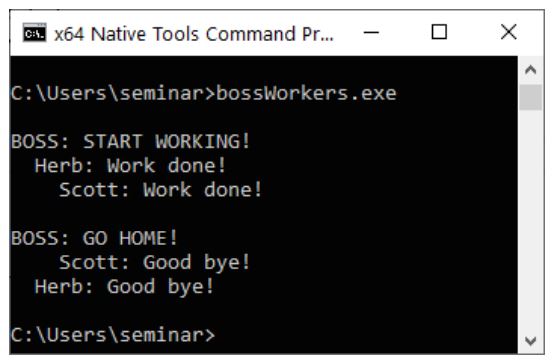 x64 Native Tools Command Pr...
C:\Users\seminar>bossWorkers.exe
BOSS: START WORKING!
  Herb: Work done!
    Scott: Work done!
BOSS: GO HOME!
    Scott: Good bye!
  Herb: Good bye!
C:\Users\seminar>